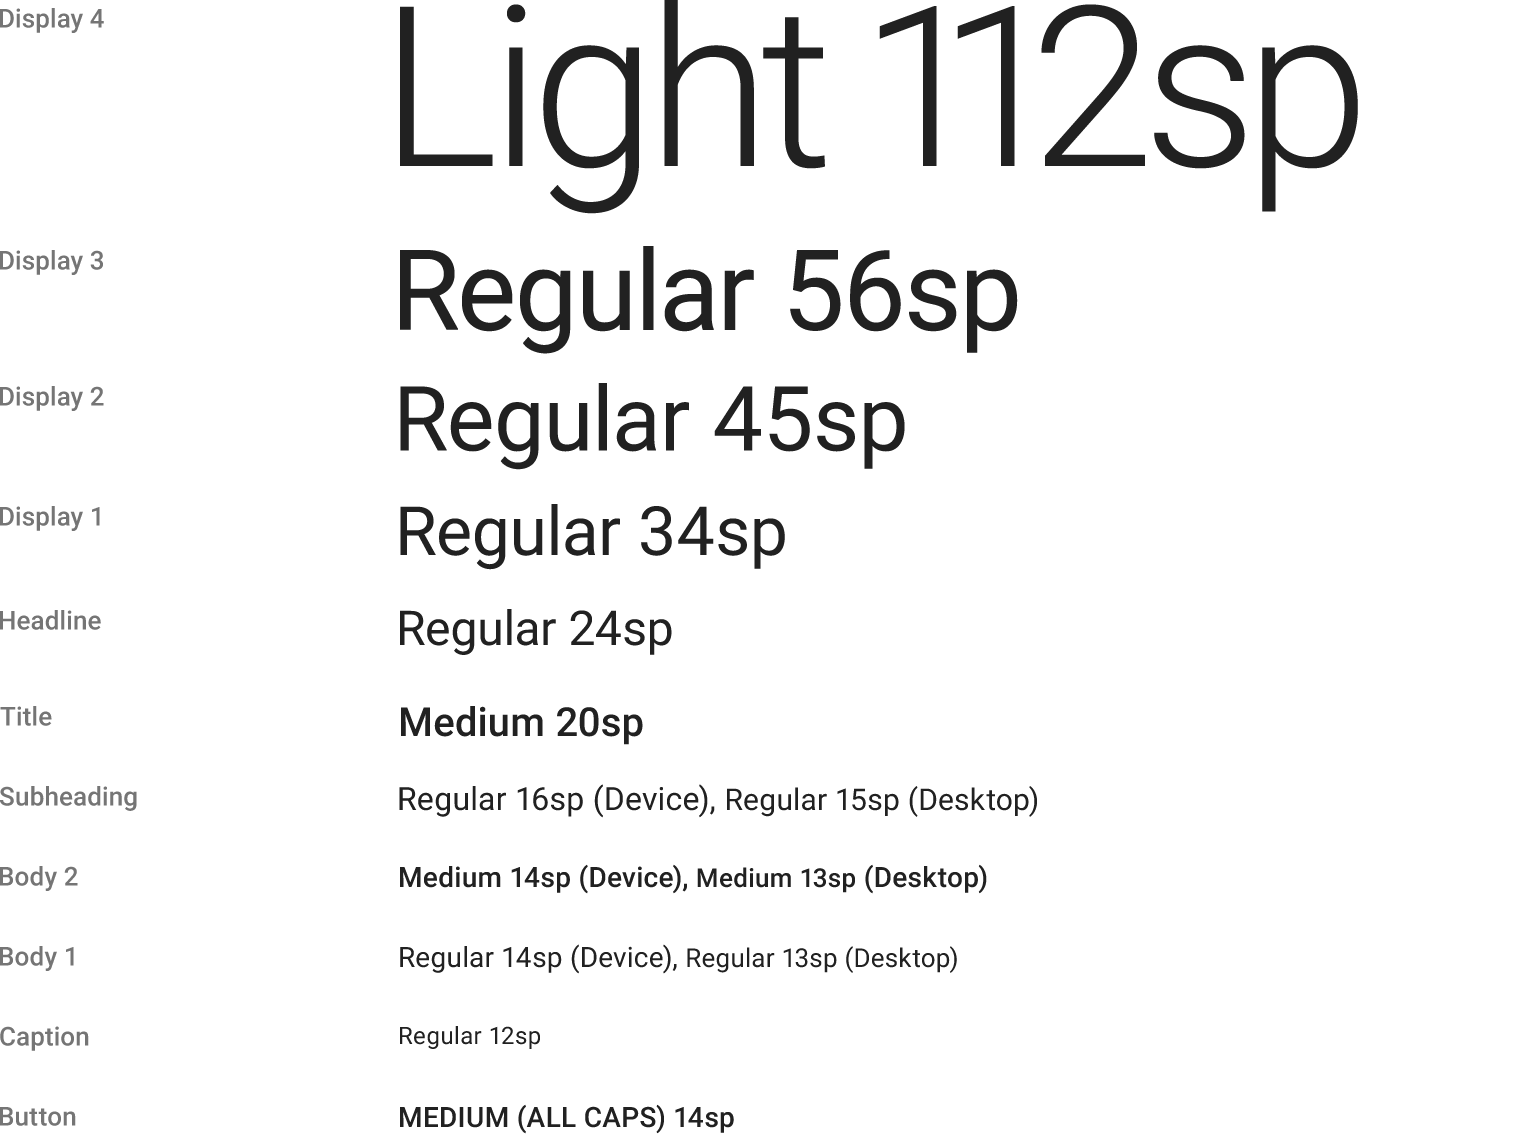 Display 4 Light 112sp
Display 3 Regular 56sp
Display 2 Regular 45sp
Display 1 Regular 34sp
Headline Regular 24sp
Title Medium 20sp
Subheading Regular 16sp (Device), Regular 15sp (Desktop)
Body 2 Medium 14sp (Device), Medium 13sp (Desktop)
Body 1 Regular 14sp (Device), Regular 13sp (Desktop)
Caption Regular 12sp
Button MEDIUM (ALL CAPS) 14sp